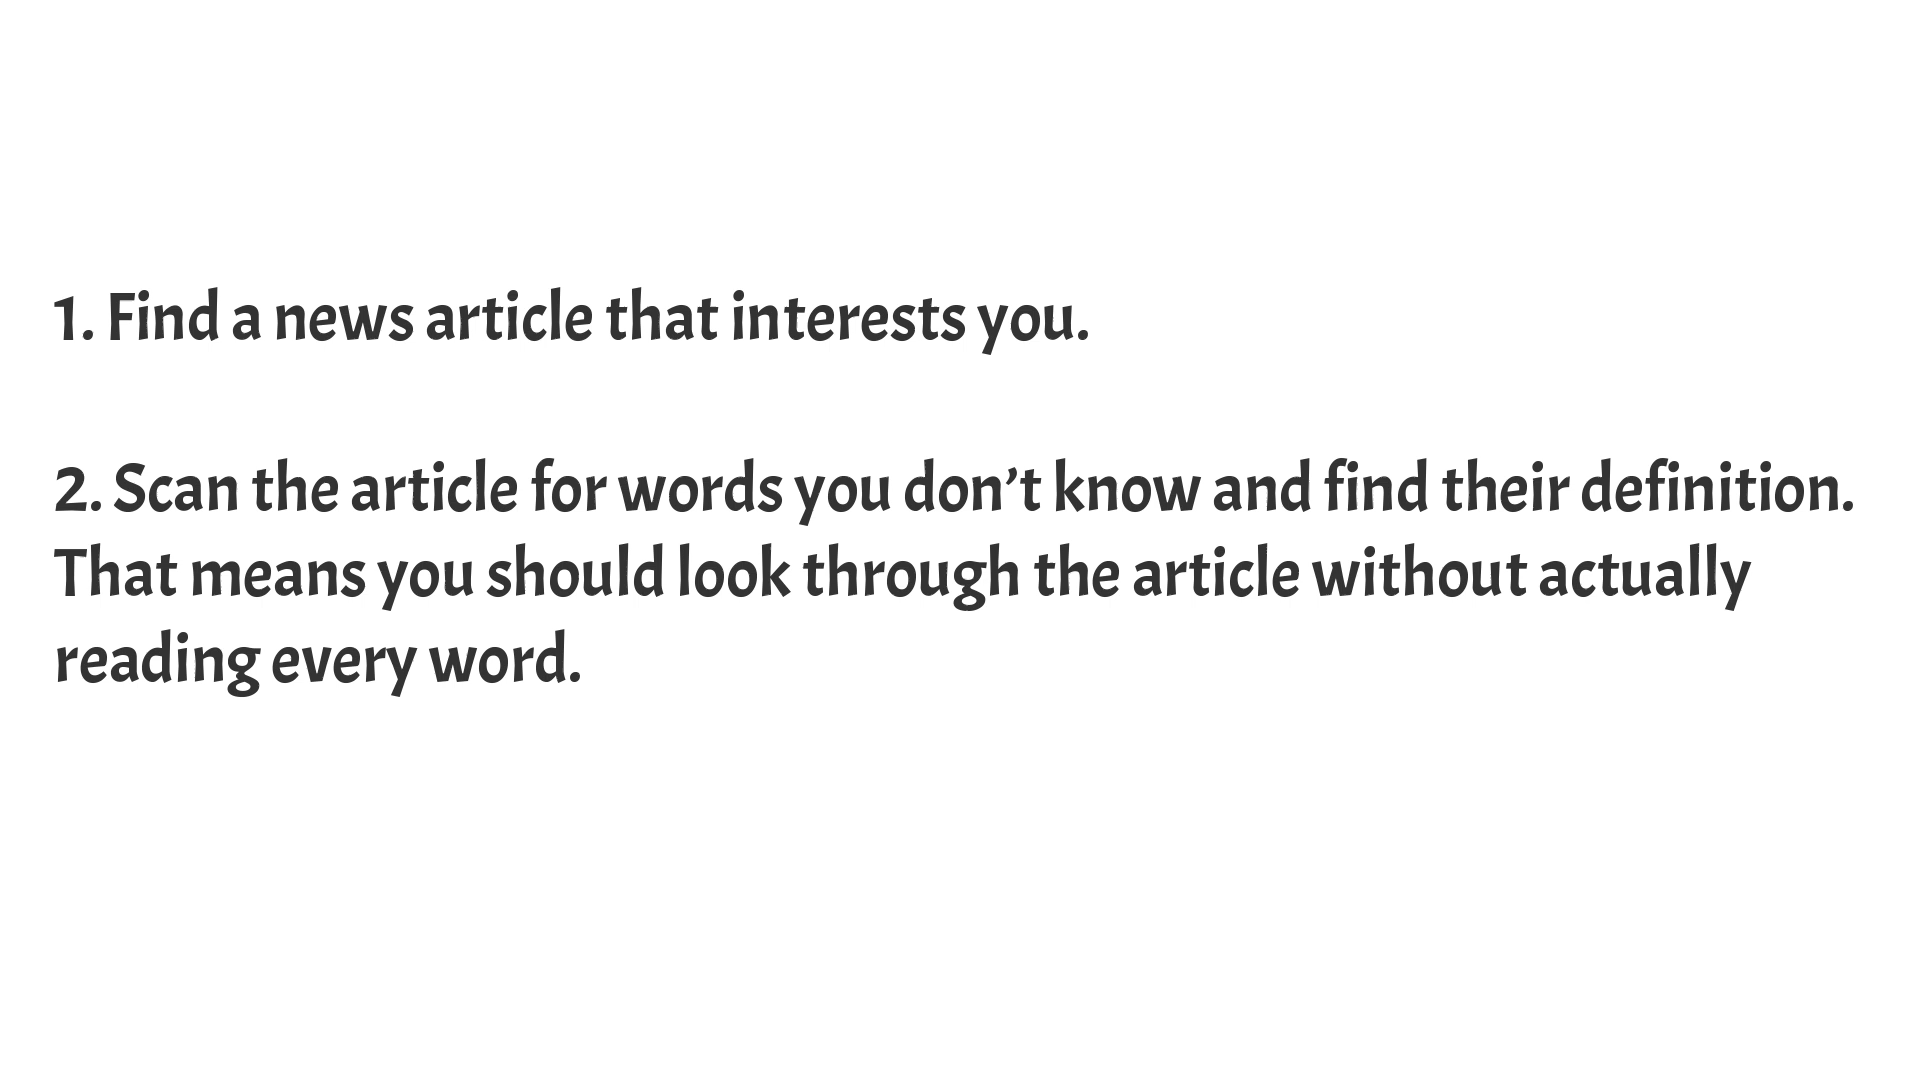 1. Find a news article that interests you.
2. Scan the article for words you don’t know and find their definition.
That means you should look through the article without actually
reading every word.